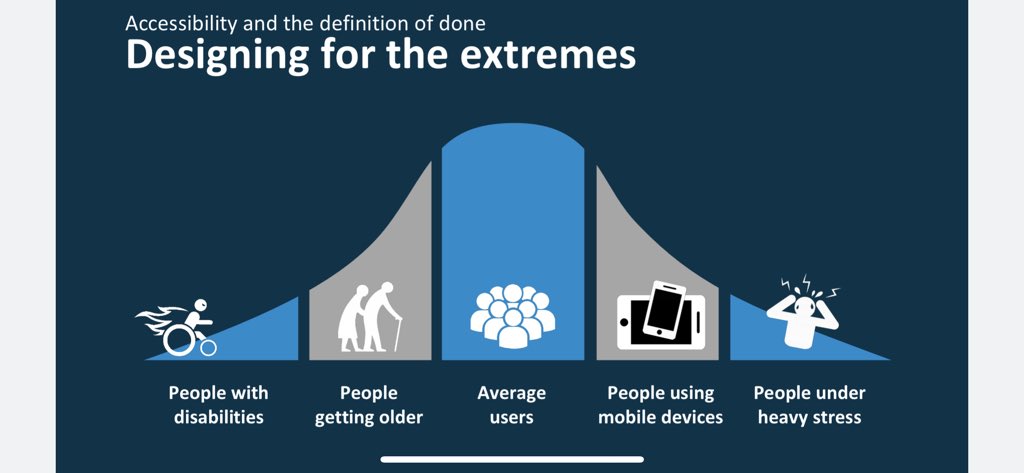 Accessibility and the definition of done
Designing for the extremes
People with
disabilities
People
getting older
Average
users
People using
mobile devices
People under
heavy stress